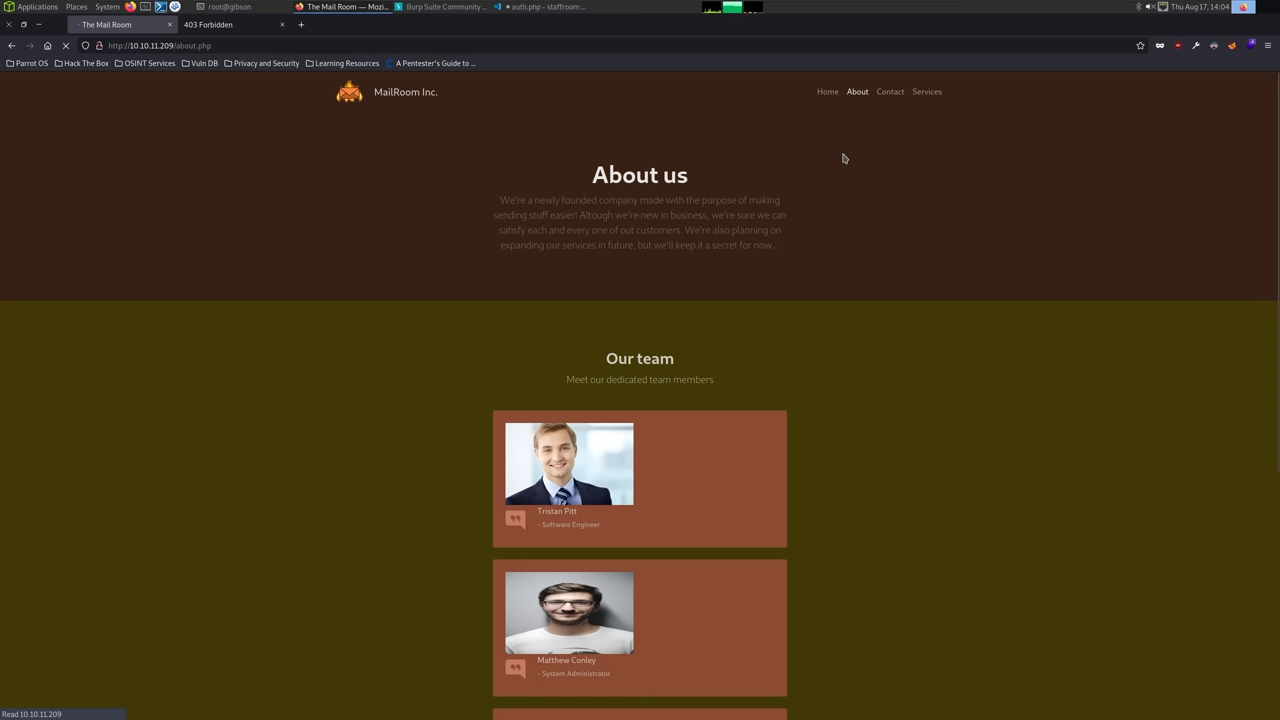 Applications Places System root@gibson The Mail Room — Mozi... Burp Suite Community ... • auth.php - staffroom ... Thu Aug 17, 14:04
The Mail Room × 403 Forbidden × +
http://10.10.11.209/about.php
Parrot OS Hack The Box OSINT Services Vuln DB Privacy and Security Learning Resources A Pentester's Guide to ...
MailRoom Inc. Home About Contact Services
About us
We're a newly founded company made with the purpose of making
sending stuff easier! Altough we're new in business, we're sure we can
satisfy each and every one of out customers. We're also planning on
expanding our services in future, but we'll keep it a secret for now...
Our team
Meet our dedicated team members
Tristan Pitt
- Software Engineer
Matthew Conley
- System Administrator
Read 10.10.11.209